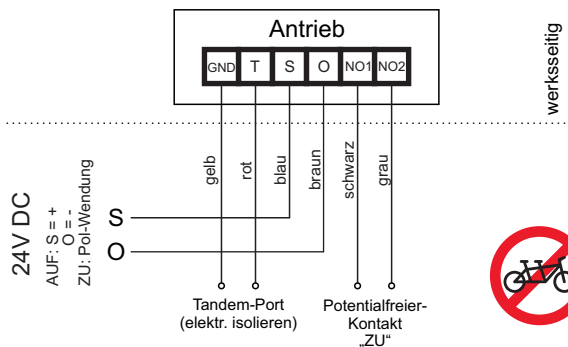 Antrieb
GND T S O NO1 NO2
werksseitig
gelb
rot
blau
braun
schwarz
grau
24V DC
AUF: S = +
O = -
ZU: Pol-Wendung
S
O
Tandem-Port
(elektr. isolieren)
Potentialfreier-
Kontakt
„ZU“